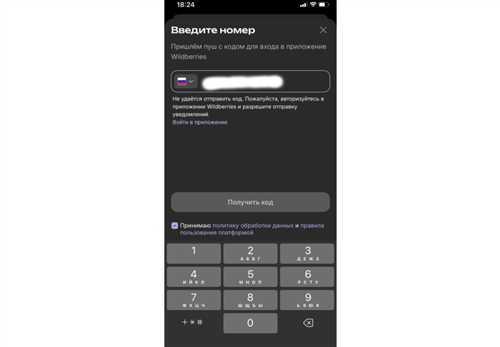 18:24
Введите номер
Пришлём пуш с кодом для входа в приложение
Wildberries
Не удаётся отправить код. Пожалуйста, авторизуйтесь в
приложении Wildberries и разрешите отправку
уведомлений.
Войти в приложение
Получить код
Принимаю политику обработки данных и правила
пользования платформой
1 2 3
АБВГ ДЕЖЗ
4 5 6
ИЙКЛ МНОП РСТУ
7 8 9
ФХЦЧ ШЩЪЫ ЬЭЮЯ
+ * #
0